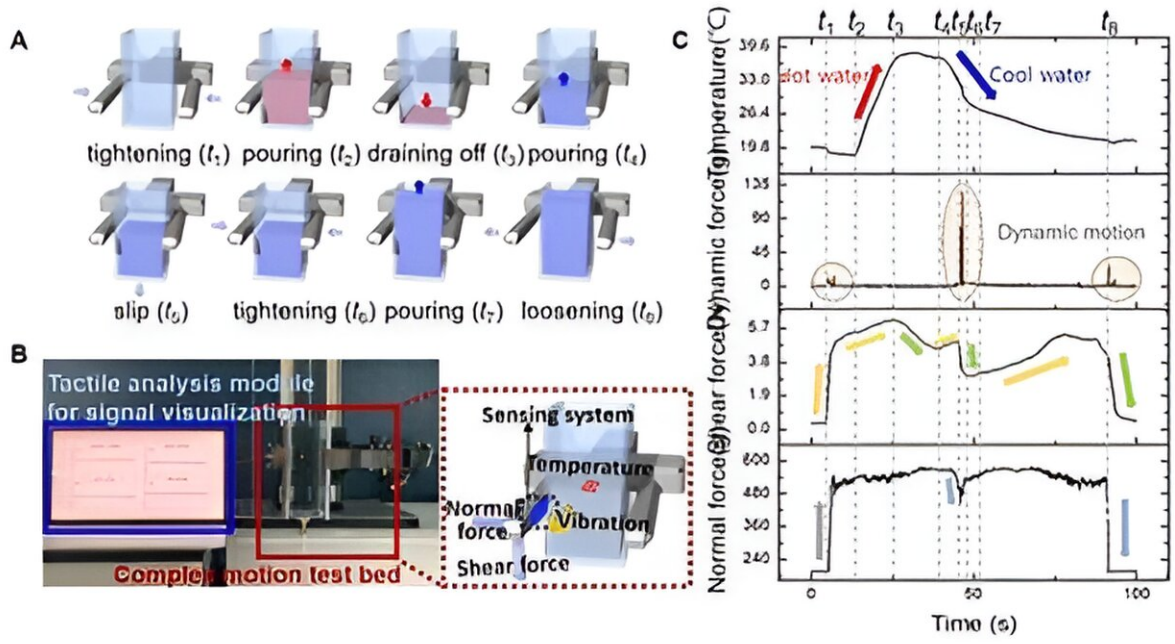 A
tightening (t₁) pouring (t₂) draining off (t₃) pouring (t₄)
slip (t₅) tightening (t₆) pouring (t₇) loosening (t₈)
B
Tactile analysis module
for signal visualization
Complex motion test bed
Sensing system
Temperature
Normal
force
Vibration
Shear force
C
t₁ t₂ t₃ t₄ t₅ t₆ t₇ t₈
Temperature (°C)
39.6
33.0
26.4
19.8
Hot water
Cool water
Dynamic force (g)
135
90
45
0
Dynamic motion
Shear force (g)
5.7
3.8
1.9
0.0
Normal force (g)
600
480
360
240
0 50 100
Time (s)